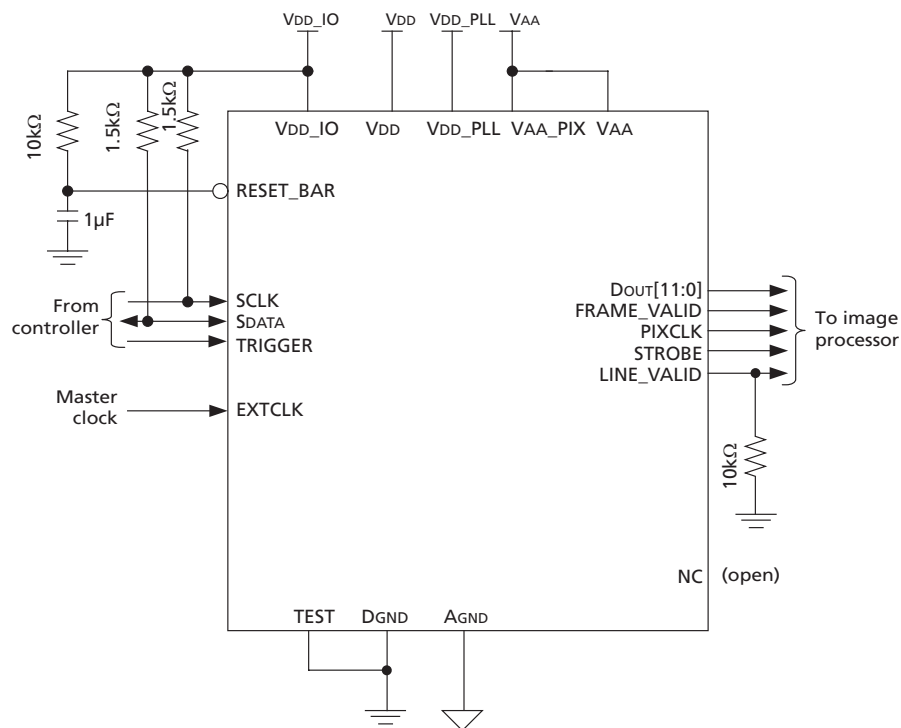 VDD_IO VDD VDD_PLL VAA
10kΩ
1.5kΩ
1.5kΩ
VDD_IO VDD VDD_PLL VAA_PIX VAA
RESET_BAR
1µF
From
controller
SCLK
SDATA
TRIGGER
Master
clock
EXTCLK
DOUT[11:0]
FRAME_VALID
PIXCLK
STROBE
LINE_VALID
To image
processor
10kΩ
NC (open)
TEST DGND AGND